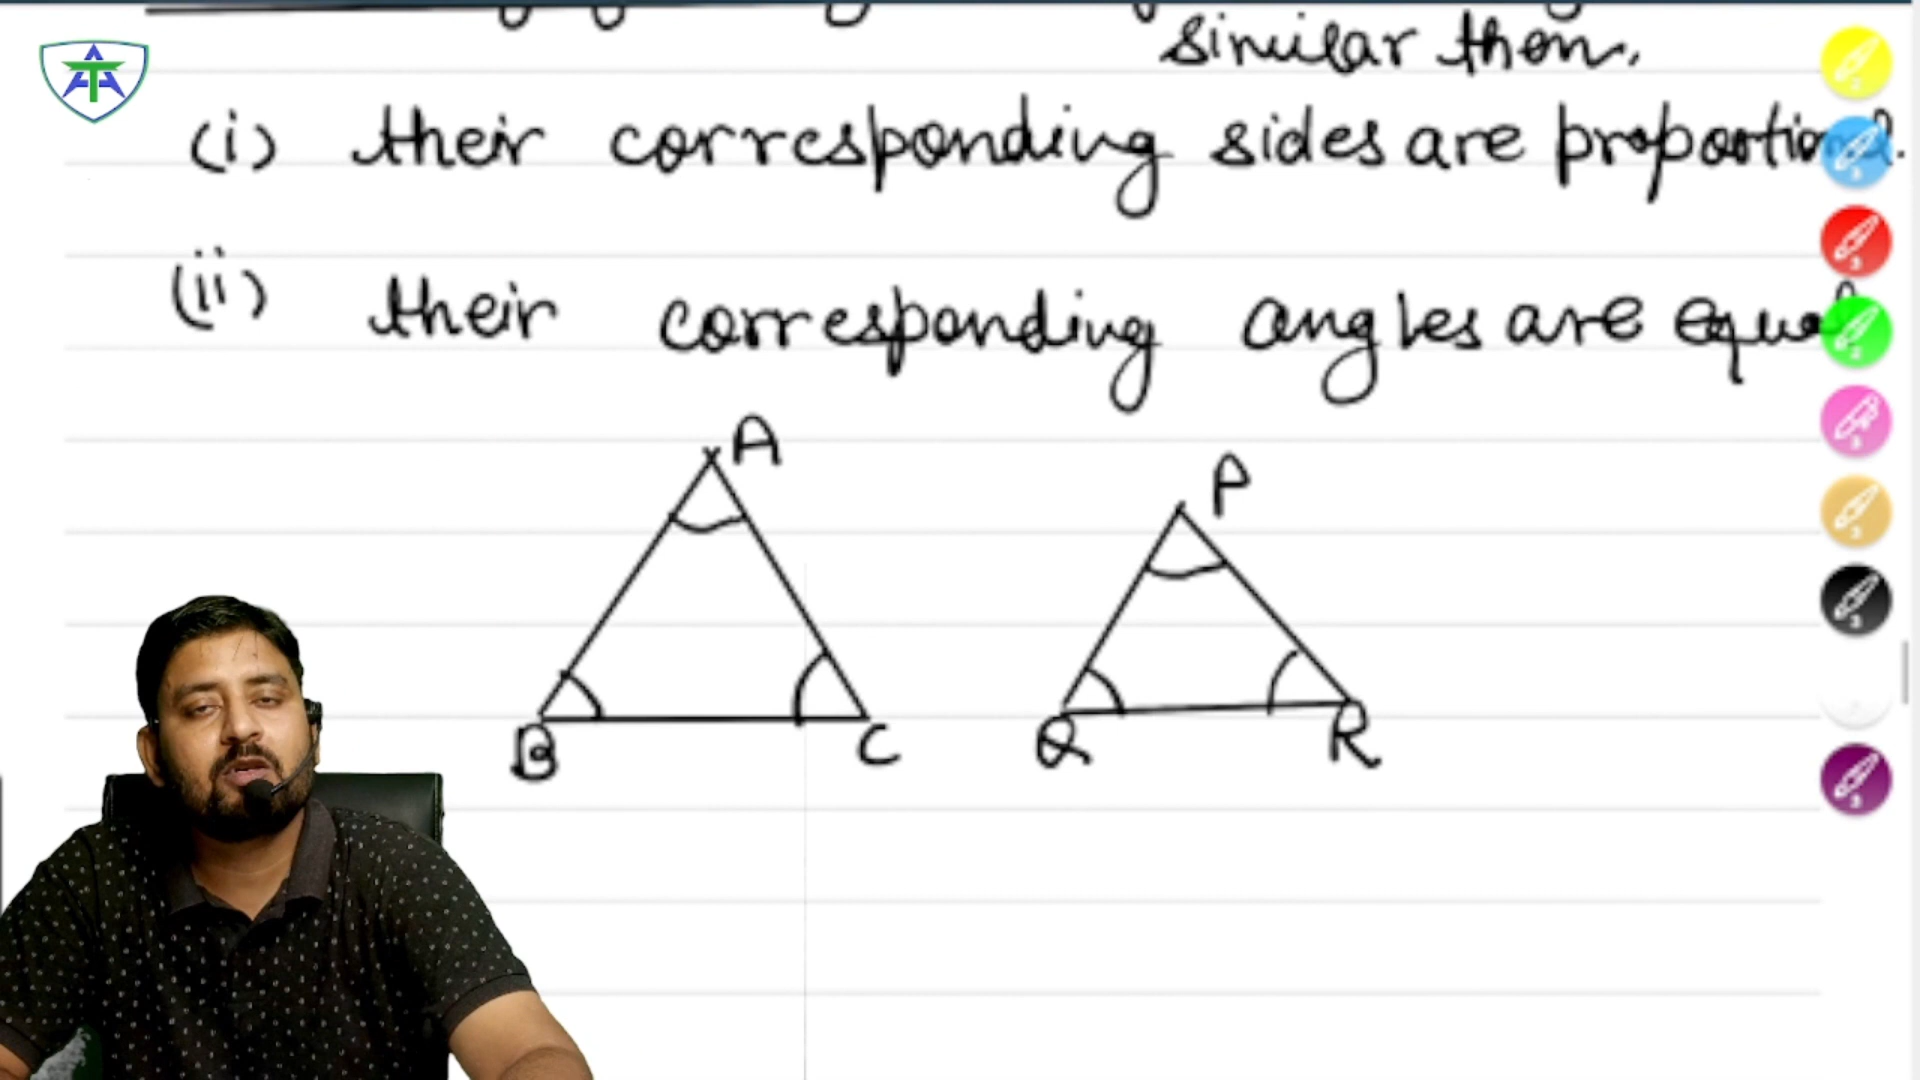 similar then,
(i) their corresponding sides are proportional.
(ii) their corresponding angles are equal
A
P
B
C
Q
R